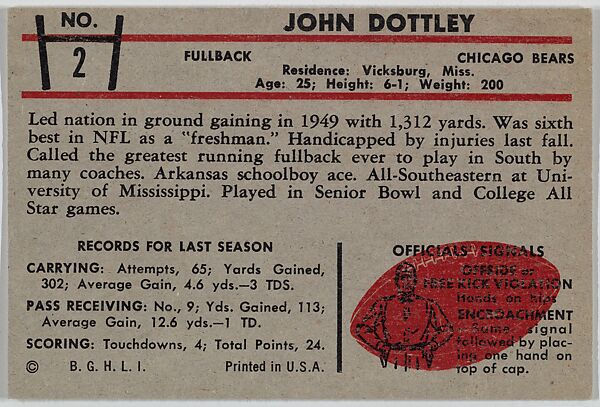 NO.
2
JOHN DOTTLEY
FULLBACK
CHICAGO BEARS
Residence: Vicksburg, Miss.
Age: 25; Height: 6-1; Weight: 200
Led nation in ground gaining in 1949 with 1,312 yards. Was sixth
best in NFL as a "freshman." Handicapped by injuries last fall.
Called the greatest running fullback ever to play in South by
many coaches. Arkansas schoolboy ace. All-Southeastern at Uni-
versity of Mississippi. Played in Senior Bowl and College All
Star games.
RECORDS FOR LAST SEASON
CARRYING: Attempts, 65; Yards Gained,
302; Average Gain, 4.6 yds.—3 TDS.
PASS RECEIVING: No., 9; Yds. Gained, 113;
Average Gain, 12.6 yds.—1 TD.
SCORING: Touchdowns, 4; Total Points, 24.
© B. G. H. L. I. Printed in U.S.A.
OFFICIALS' SIGNALS
OFFSIDE or
FREE KICK VIOLATION
Hands on hips
ENCROACHMENT
—Same signal
followed by plac-
ing one hand on
top of cap.